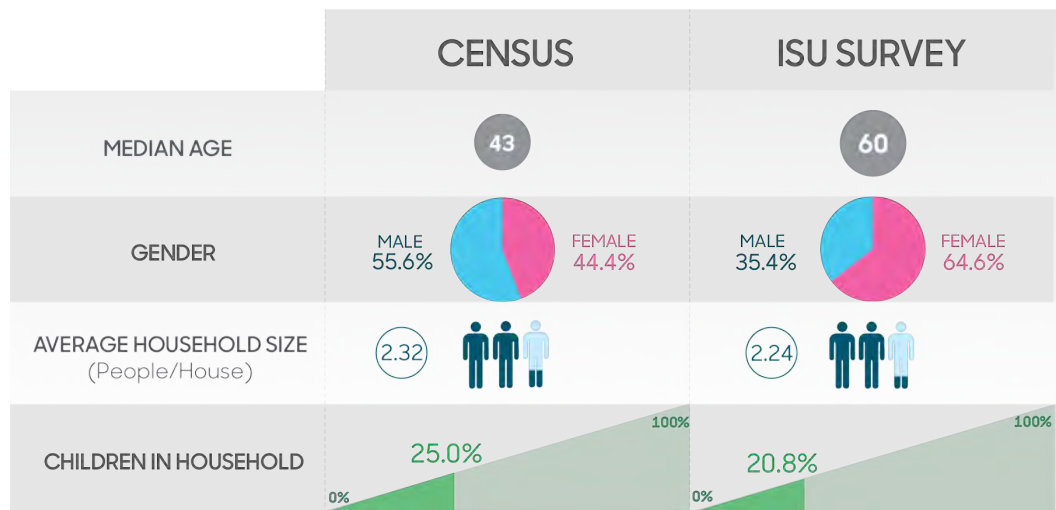 CENSUS
ISU SURVEY
MEDIAN AGE
43
60
GENDER
MALE
55.6%
FEMALE
44.4%
MALE
35.4%
FEMALE
64.6%
AVERAGE HOUSEHOLD SIZE
(People/House)
2.32
2.24
CHILDREN IN HOUSEHOLD
0%
25.0%
100%
0%
20.8%
100%